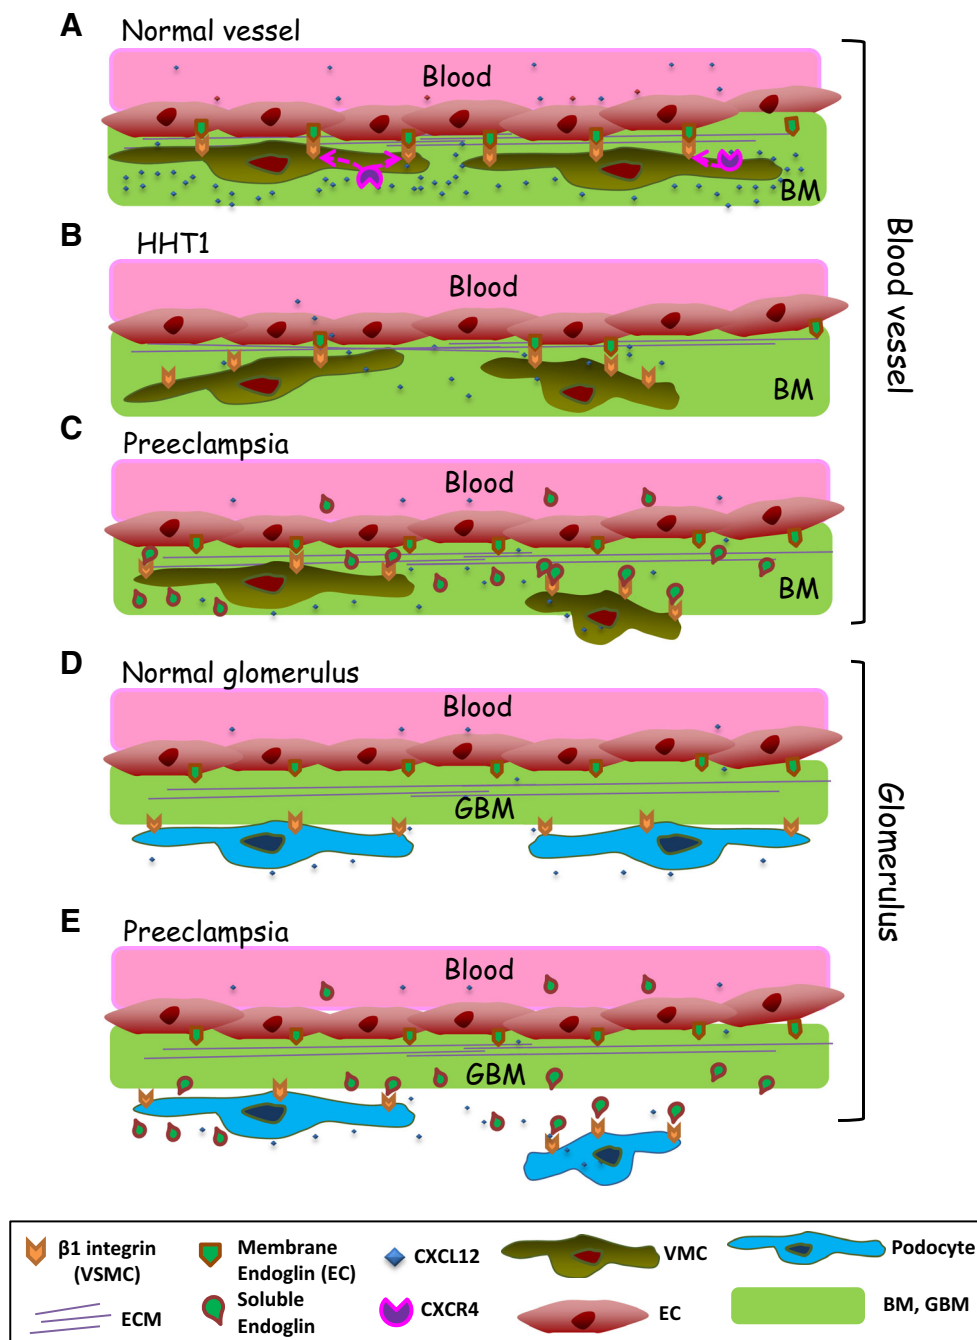 A
Normal vessel
Blood
BM
B
HHT1
Blood
BM
C
Preeclampsia
Blood
BM
Blood vessel
D
Normal glomerulus
Blood
GBM
E
Preeclampsia
Blood
GBM
Glomerulus
β1 integrin
(VSMC)
Membrane
Endoglin (EC)
CXCL12
VMC
Podocyte
ECM
Soluble
Endoglin
CXCR4
EC
BM, GBM